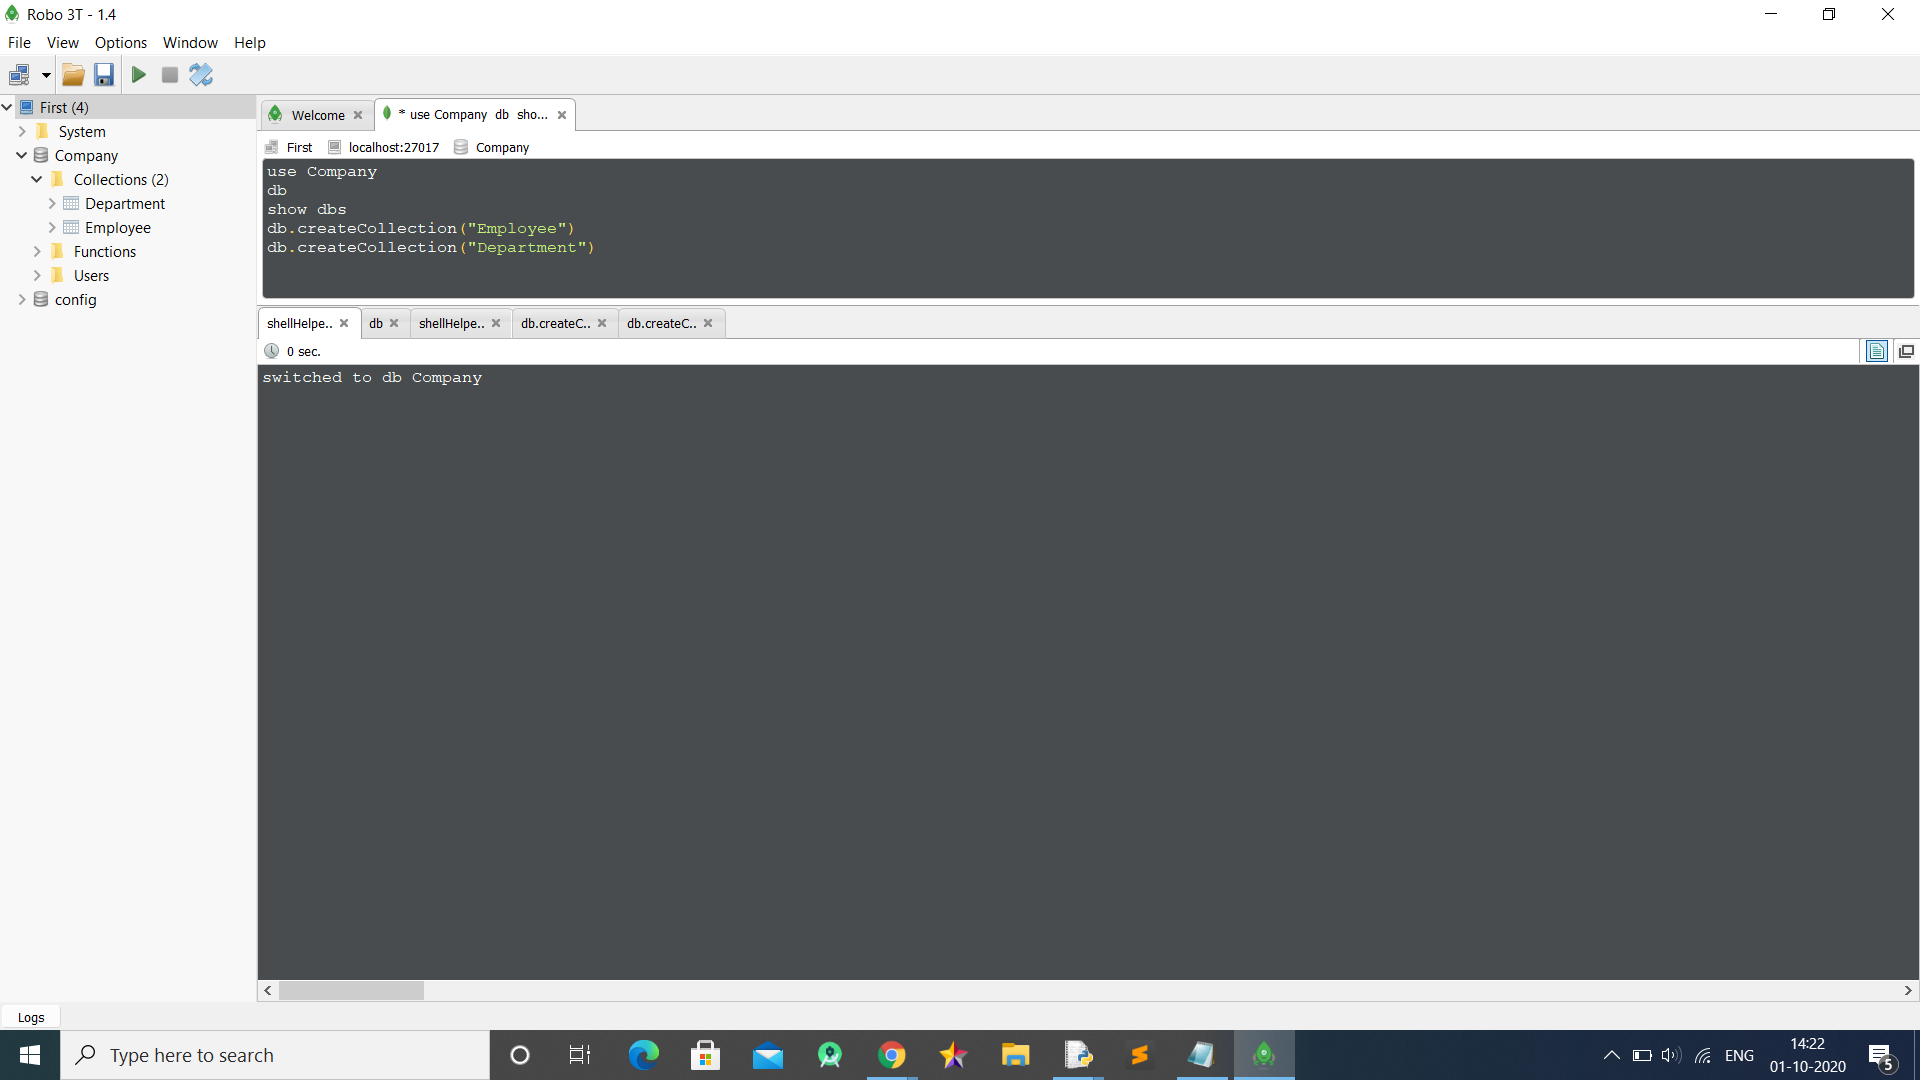 Robo 3T - 1.4
File View Options Window Help
First (4)
System
Company
Collections (2)
Department
Employee
Functions
Users
config
Welcome
* use Company db sho...
First localhost:27017 Company
use Company
db
show dbs
db.createCollection("Employee")
db.createCollection("Department")
shellHelpe.. db shellHelpe.. db.createC.. db.createC..
0 sec.
switched to db Company
Logs
Type here to search
ENG
14:22
01-10-2020
5